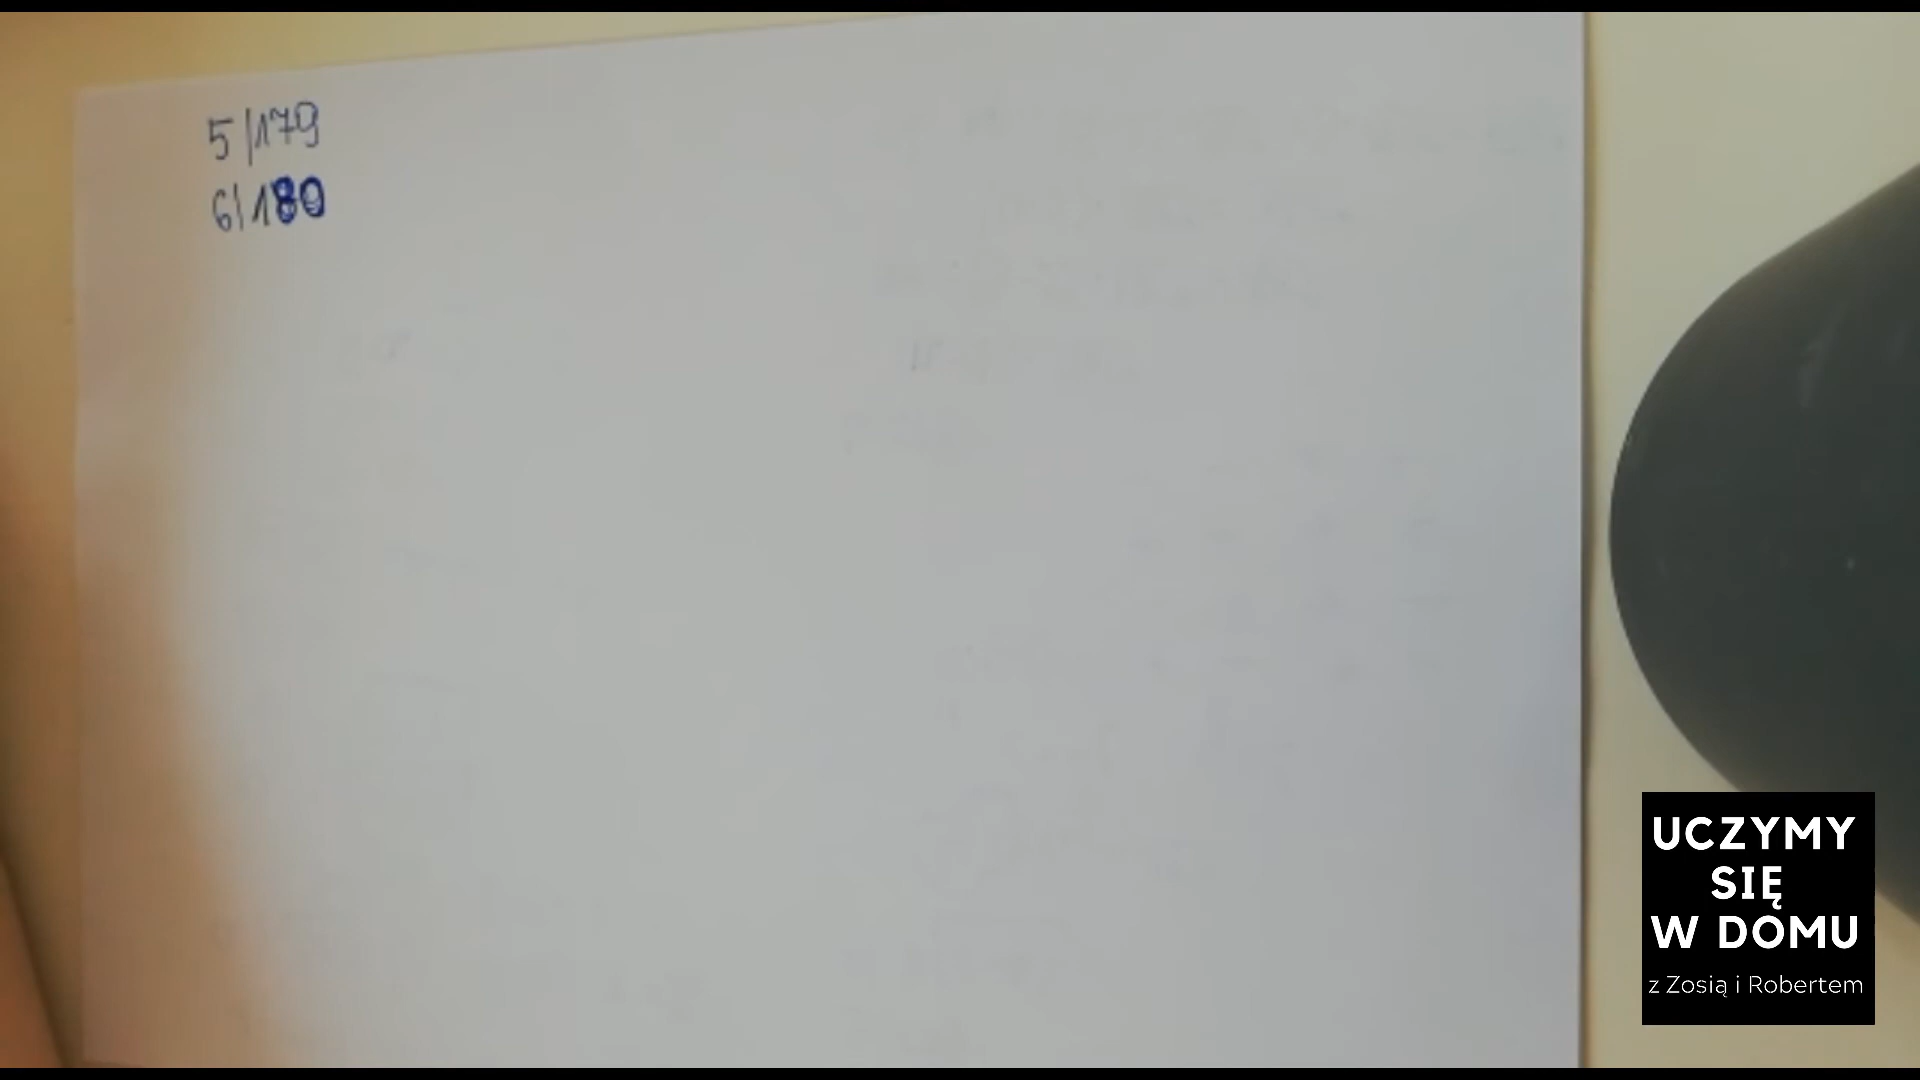 5/179
6/180
UCZYMY
SIĘ
W DOMU
z Zosią i Robertem